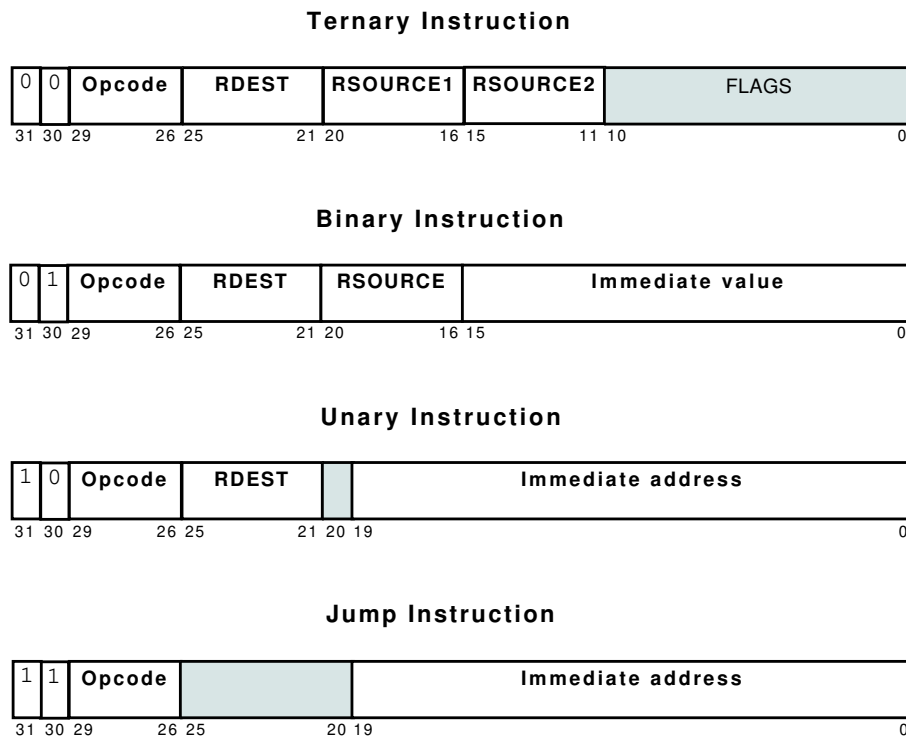 Ternary Instruction
0 0 Opcode RDEST RSOURCE1 RSOURCE2 FLAGS
31 30 29 26 25 21 20 16 15 11 10 0
Binary Instruction
0 1 Opcode RDEST RSOURCE Immediate value
31 30 29 26 25 21 20 16 15 0
Unary Instruction
1 0 Opcode RDEST Immediate address
31 30 29 26 25 21 20 19 0
Jump Instruction
1 1 Opcode Immediate address
31 30 29 26 25 20 19 0